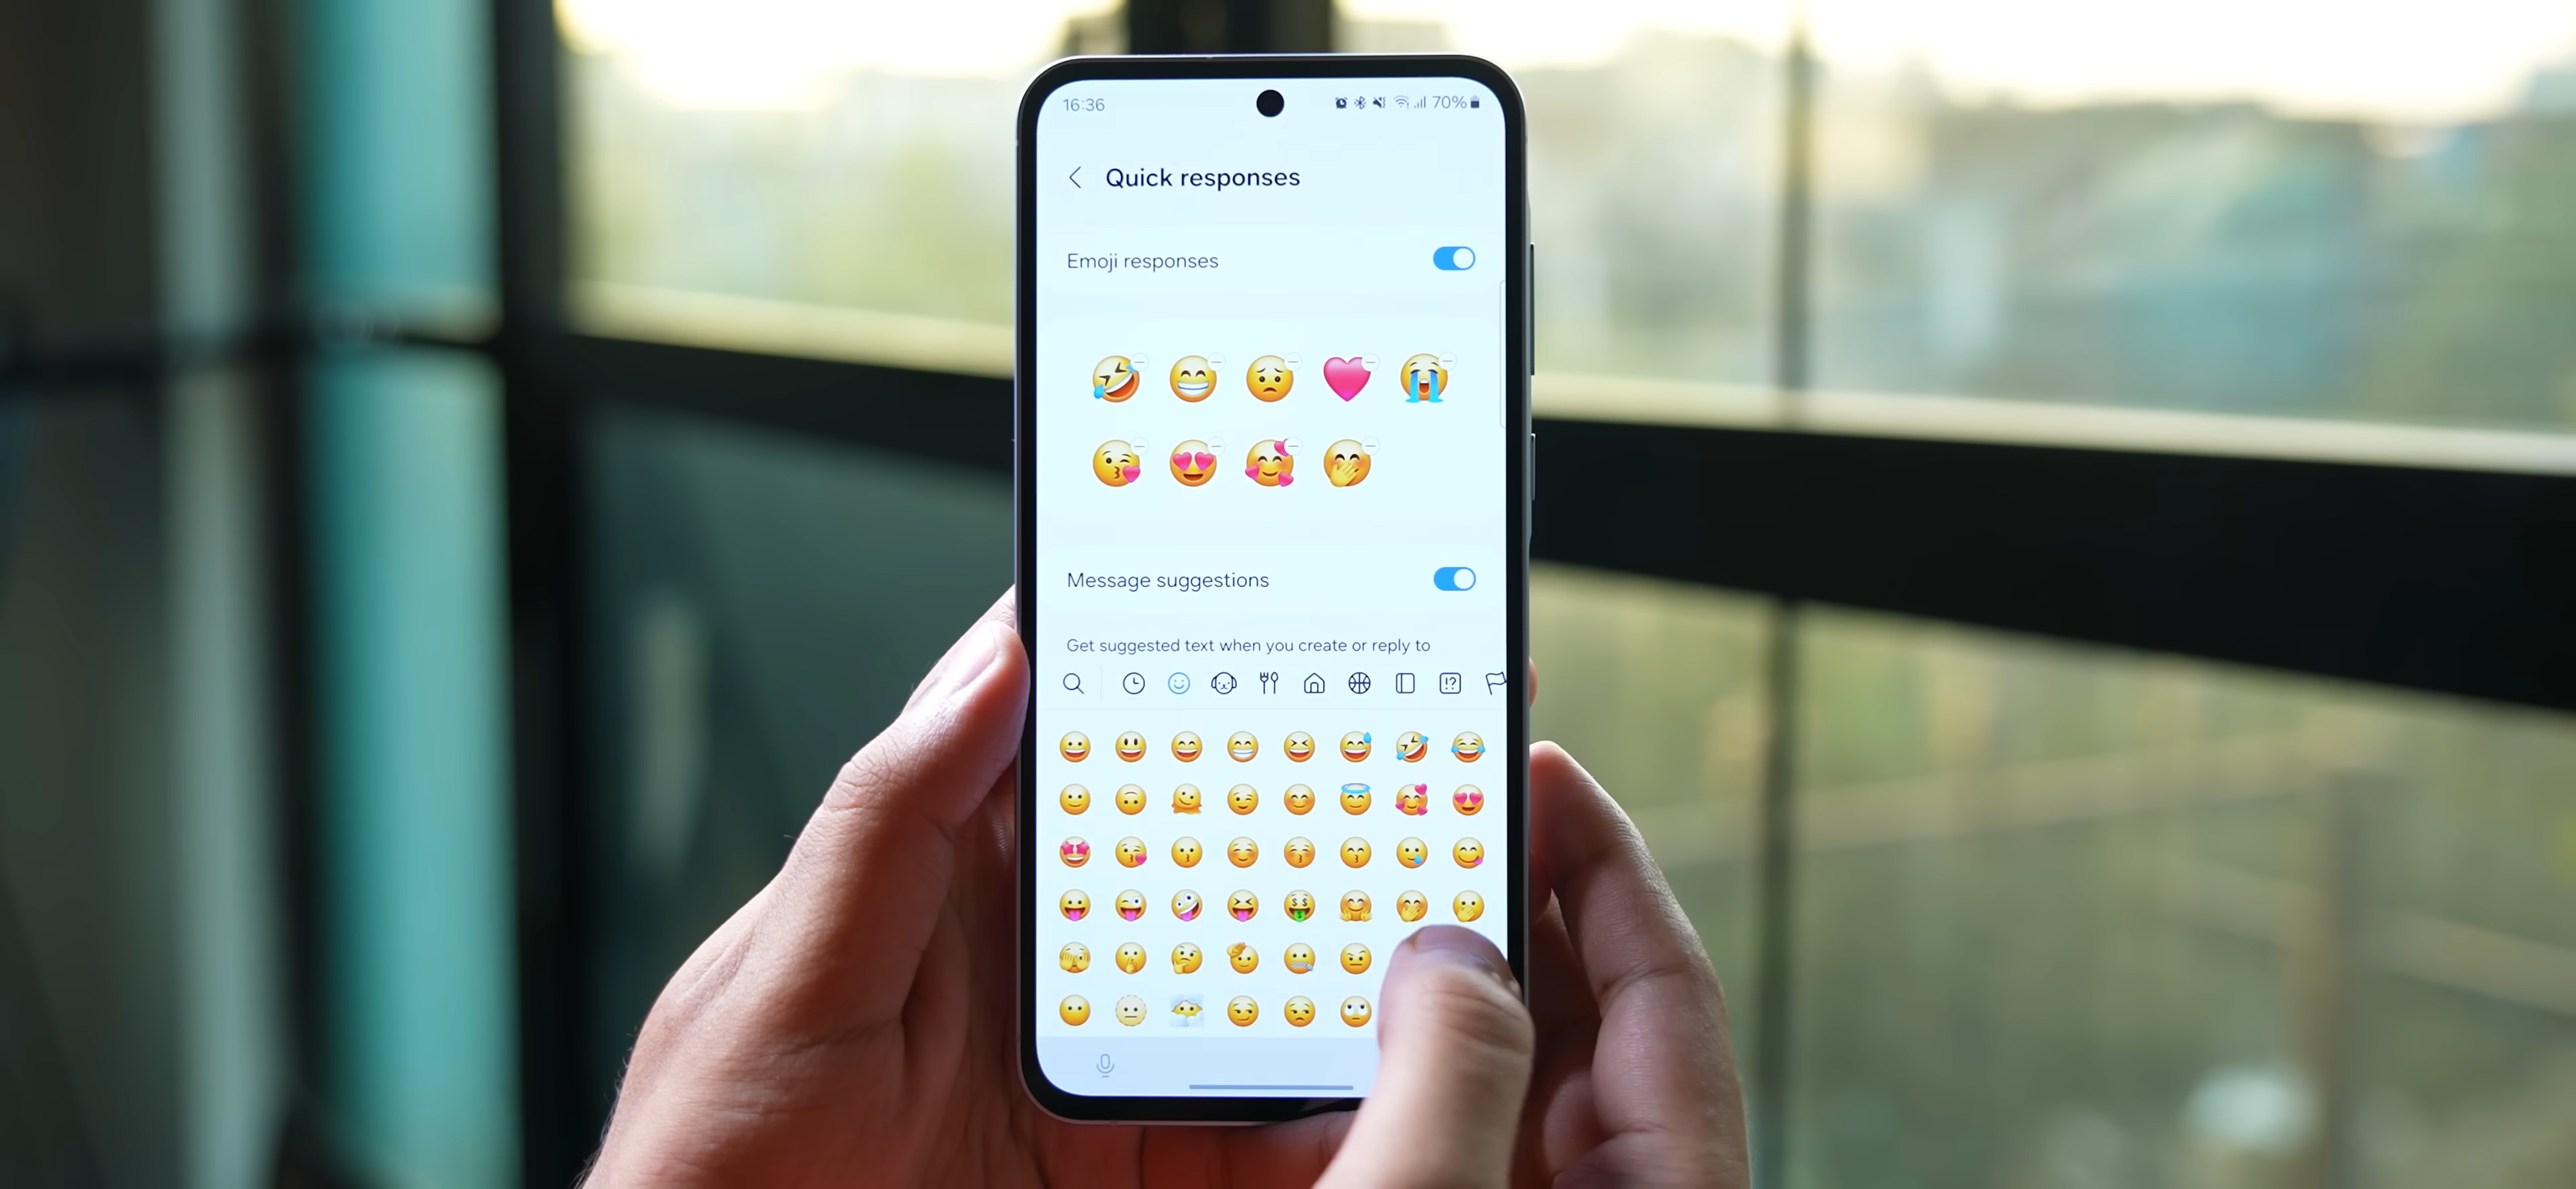 16:36 70%
Quick responses
Emoji responses
Message suggestions
Get suggested text when you create or reply to